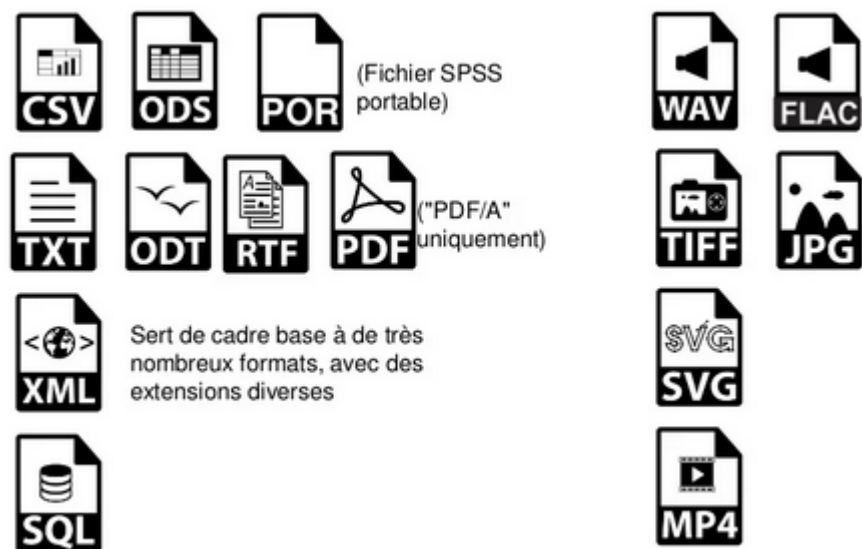 CSV
ODS
POR
(Fichier SPSS
portable)
WAV
FLAC
TXT
ODT
RTF
PDF
("PDF/A"
uniquement)
TIFF
JPG
<>
XML
Sert de cadre base à de très
nombreux formats, avec des
extensions diverses
SVG
SVG
SQL
MP4